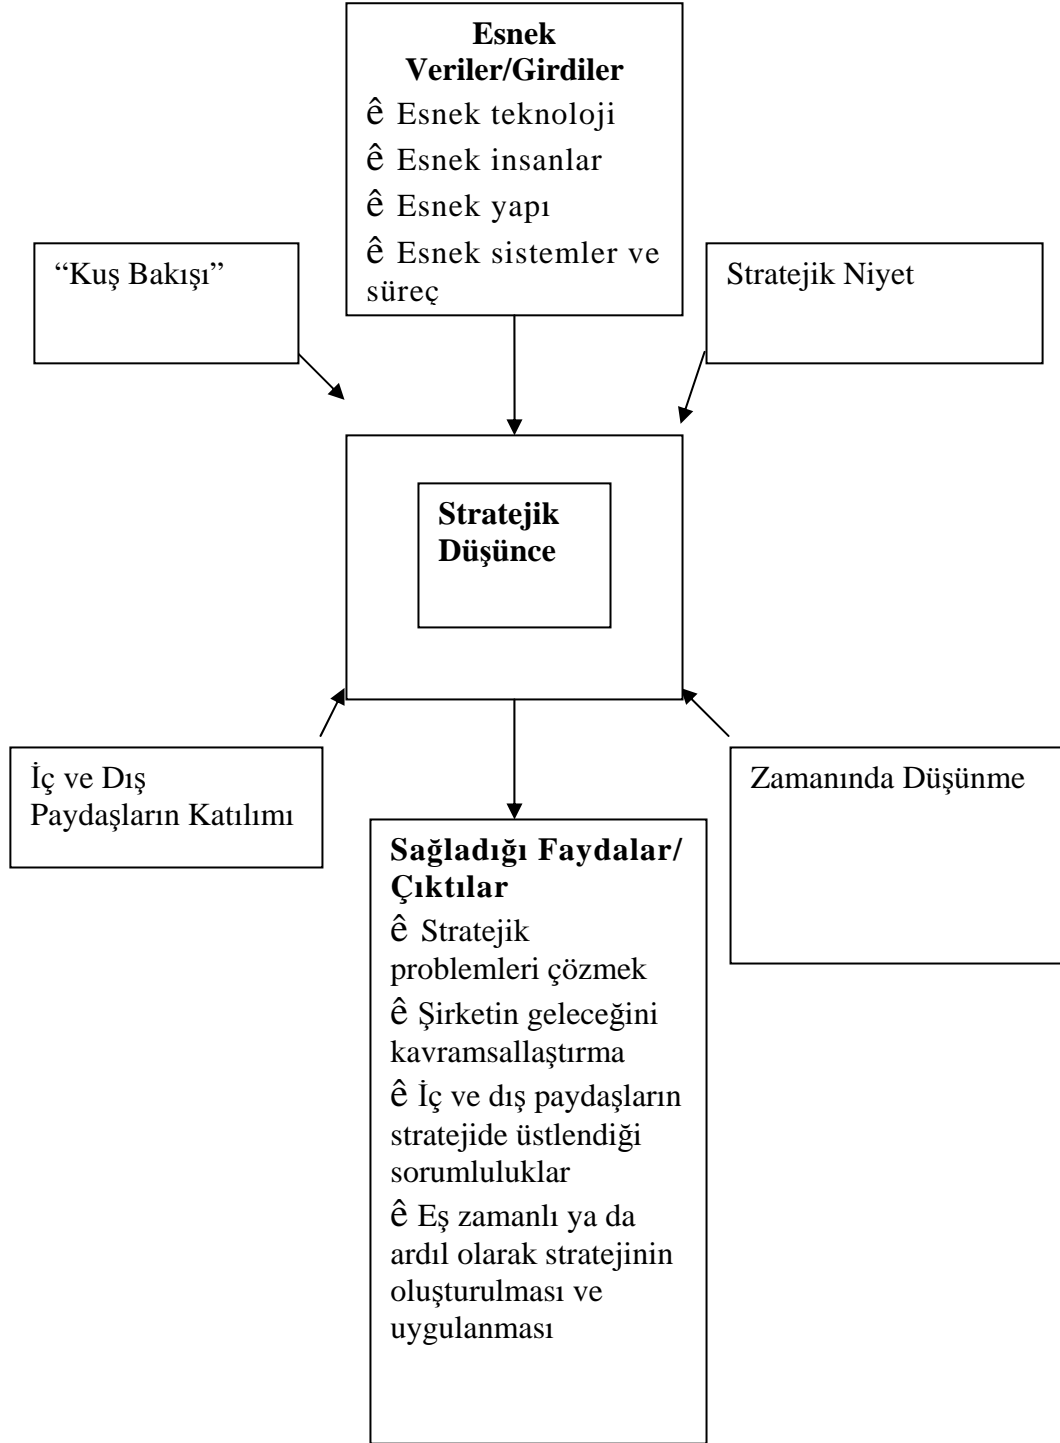 Esnek
Veriler/Girdiler
ê Esnek teknoloji
ê Esnek insanlar
ê Esnek yapı
ê Esnek sistemler ve
süreç
“Kuş Bakışı”
Stratejik Niyet
Stratejik
Düşünce
İç ve Dış
Paydaşların Katılımı
Zamanında Düşünme
Sağladığı Faydalar/
Çıktılar
ê Stratejik
problemleri çözmek
ê Şirketin geleceğini
kavramsallaştırma
ê İç ve dış paydaşların
stratejide üstlendiği
sorumluluklar
ê Eş zamanlı ya da
ardıl olarak stratejinin
oluşturulması ve
uygulanması